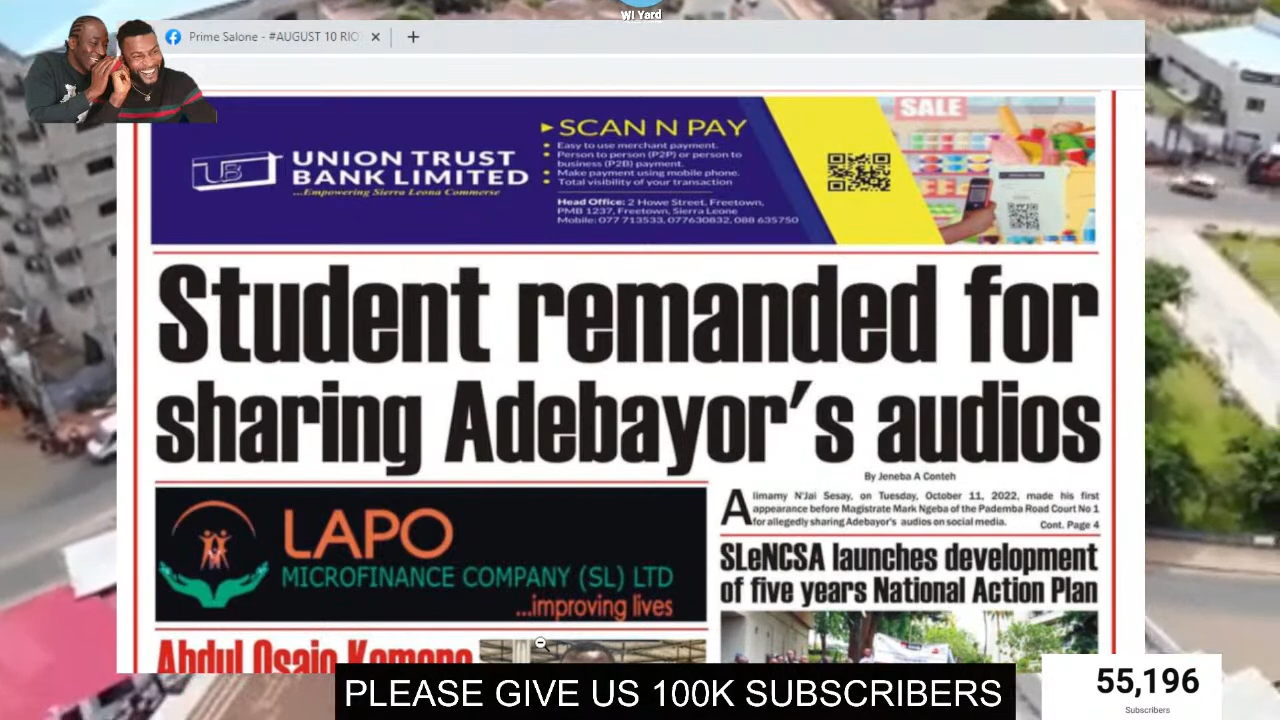 WI Yard
Prime Salone - #AUGUST 10 RIO
SALE
UB
UNION TRUST
BANK LIMITED
...Empowering Sierra Leona Commerse
SCAN N PAY
Easy to use merchant payment.
Person to person (P2P) or person to
business (P2B) payment.
Make payment using mobile phone.
Total visibility of your transaction
Head Office: 2 Howe Street, Freetown,
PMB 1237, Freetown, Sierra Leone
Mobile: 077 713533, 077630832, 088 635750
Student remanded for
sharing Adebayor's audios
By Jeneba A Conteh
Alimamy N'Jai Sesay, on Tuesday, October 11, 2022, made his first
appearance before Magistrate Mark Ngeba of the Pademba Road Court No 1
for allegedly sharing Adebayor's audios on social media. Cont. Page 4
LAPO
MICROFINANCE COMPANY (SL) LTD
...improving lives
SLeNCSA launches development
of five years National Action Plan
Abdul Osaio Kamara
PLEASE GIVE US 100K SUBSCRIBERS
55,196
Subscribers